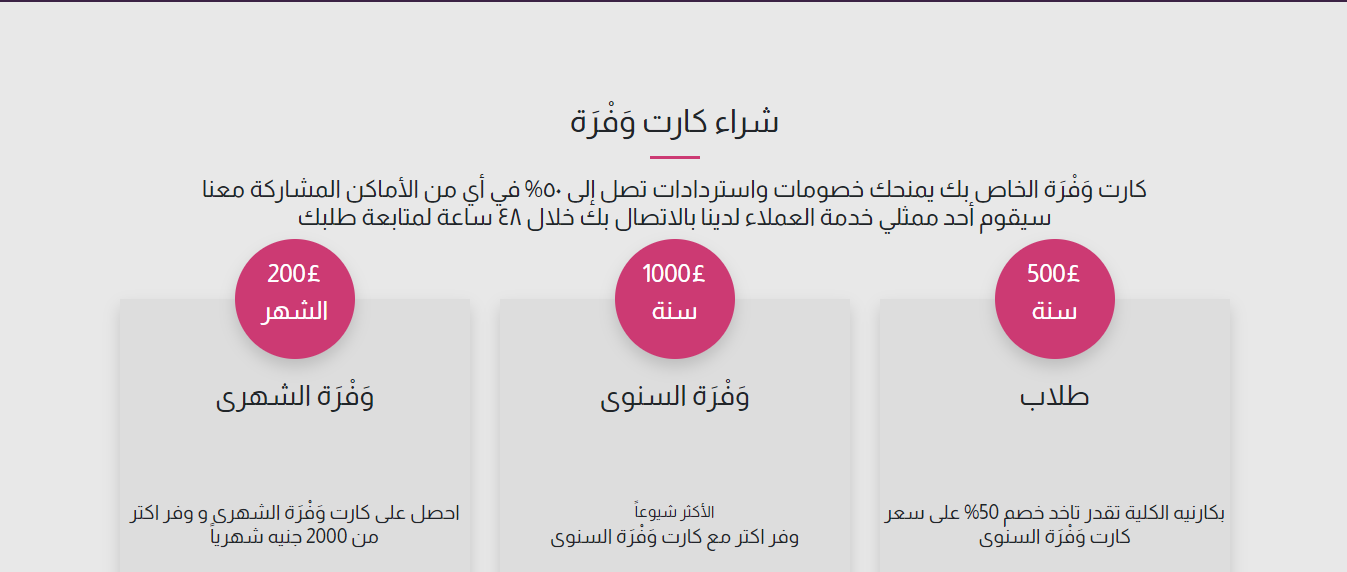 شراء كارت وَفْرَة
كارت وَفْرَة الخاص بك يمنحك خصومات واستردادات تصل إلى ٥٠% في أي من الأماكن المشاركة معنا
سيقوم أحد ممثلي خدمة العملاء لدينا بالاتصال بك خلال ٤٨ ساعة لمتابعة طلبك
500£
سنة
طلاب
بكارنيه الكلية تقدر تاخد خصم 50% على سعر
كارت وَفْرَة السنوى
1000£
سنة
وَفْرَة السنوى
الأكثر شيوعاً
وفر اكتر مع كارت وَفْرَة السنوى
200£
الشهر
وَفْرَة الشهرى
احصل على كارت وَفْرَة الشهرى و وفر اكتر
من 2000 جنيه شهرياً